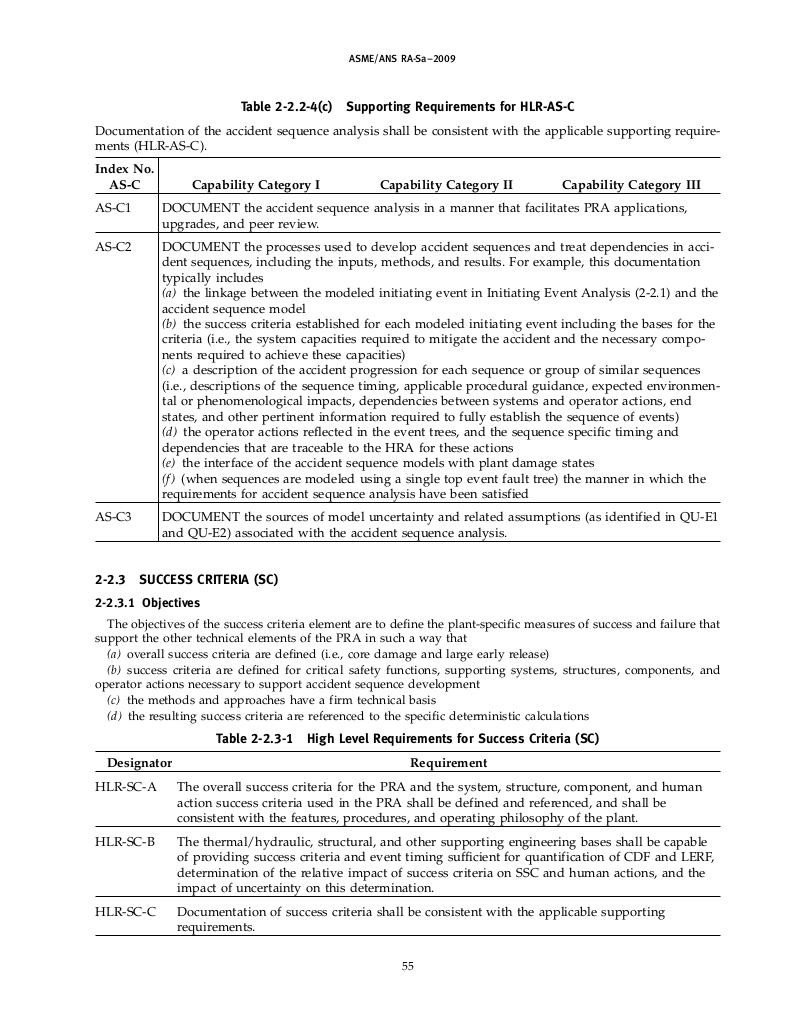 ASME/ANS RA-Sa–2009
Table 2-2.2-4(c) Supporting Requirements for HLR-AS-C
Documentation of the accident sequence analysis shall be consistent with the applicable supporting require-
ments (HLR-AS-C).
Index No.
AS-C Capability Category I Capability Category II Capability Category III
AS-C1 DOCUMENT the accident sequence analysis in a manner that facilitates PRA applications,
upgrades, and peer review.
AS-C2 DOCUMENT the processes used to develop accident sequences and treat dependencies in acci-
dent sequences, including the inputs, methods, and results. For example, this documentation
typically includes
(a) the linkage between the modeled initiating event in Initiating Event Analysis (2-2.1) and the
accident sequence model
(b) the success criteria established for each modeled initiating event including the bases for the
criteria (i.e., the system capacities required to mitigate the accident and the necessary compo-
nents required to achieve these capacities)
(c) a description of the accident progression for each sequence or group of similar sequences
(i.e., descriptions of the sequence timing, applicable procedural guidance, expected environmen-
tal or phenomenological impacts, dependencies between systems and operator actions, end
states, and other pertinent information required to fully establish the sequence of events)
(d) the operator actions reflected in the event trees, and the sequence specific timing and
dependencies that are traceable to the HRA for these actions
(e) the interface of the accident sequence models with plant damage states
(f) (when sequences are modeled using a single top event fault tree) the manner in which the
requirements for accident sequence analysis have been satisfied
AS-C3 DOCUMENT the sources of model uncertainty and related assumptions (as identified in QU-E1
and QU-E2) associated with the accident sequence analysis.
2-2.3 SUCCESS CRITERIA (SC)
2-2.3.1 Objectives
The objectives of the success criteria element are to define the plant-specific measures of success and failure that
support the other technical elements of the PRA in such a way that
(a) overall success criteria are defined (i.e., core damage and large early release)
(b) success criteria are defined for critical safety functions, supporting systems, structures, components, and
operator actions necessary to support accident sequence development
(c) the methods and approaches have a firm technical basis
(d) the resulting success criteria are referenced to the specific deterministic calculations
Table 2-2.3-1 High Level Requirements for Success Criteria (SC)
Designator Requirement
HLR-SC-A The overall success criteria for the PRA and the system, structure, component, and human
action success criteria used in the PRA shall be defined and referenced, and shall be
consistent with the features, procedures, and operating philosophy of the plant.
HLR-SC-B The thermal/hydraulic, structural, and other supporting engineering bases shall be capable
of providing success criteria and event timing sufficient for quantification of CDF and LERF,
determination of the relative impact of success criteria on SSC and human actions, and the
impact of uncertainty on this determination.
HLR-SC-C Documentation of success criteria shall be consistent with the applicable supporting
requirements.
55